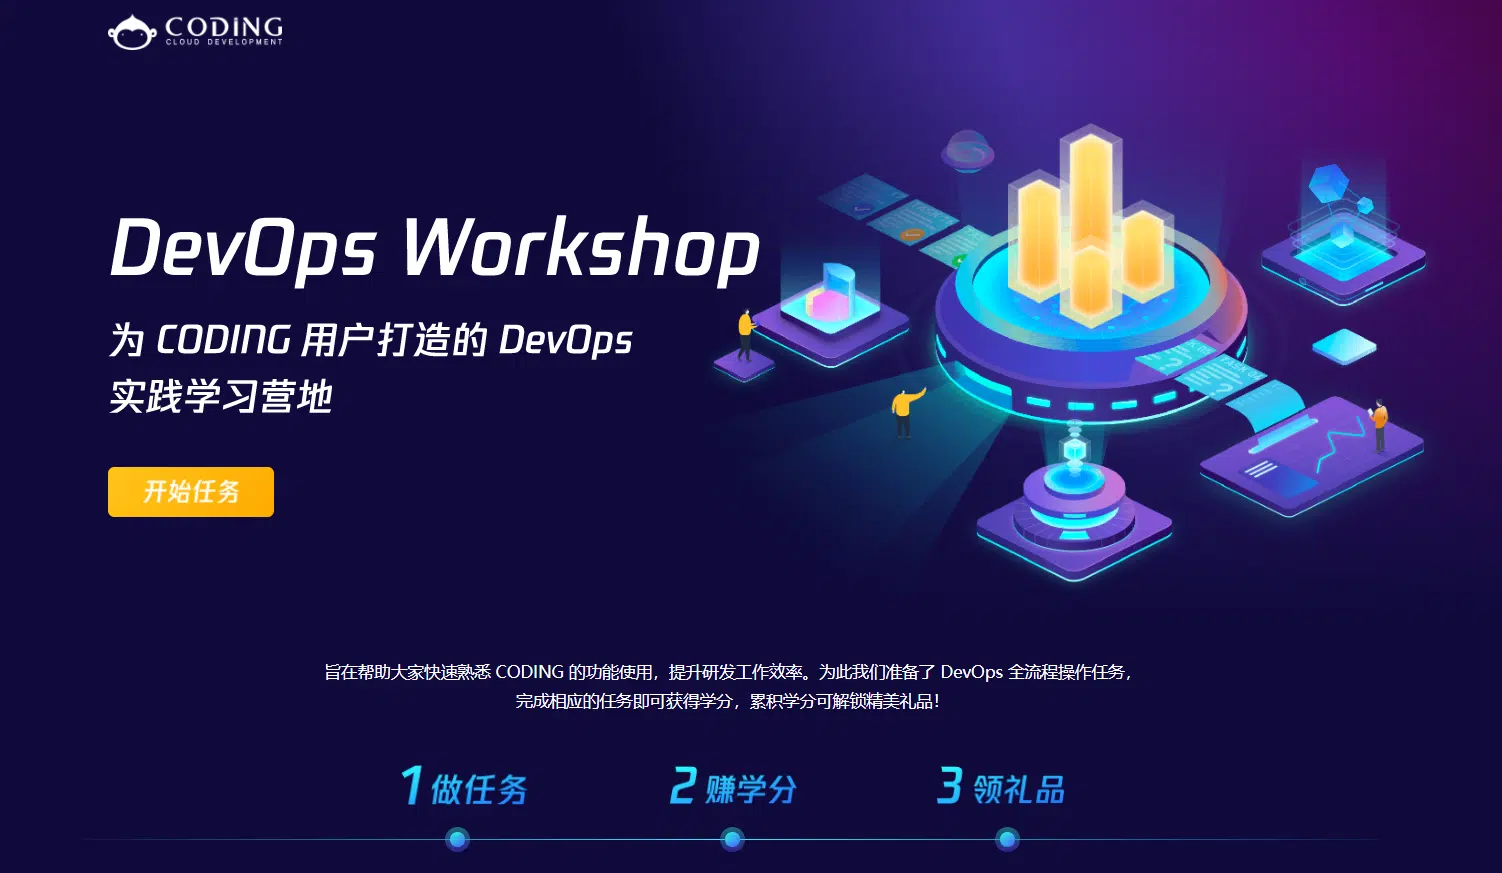 CODING
CLOUD DEVELOPMENT
DevOps Workshop
为 CODING 用户打造的 DevOps
实践学习营地
开始任务
旨在帮助大家快速熟悉 CODING 的功能使用，提升研发工作效率。为此我们准备了 DevOps 全流程操作任务，
完成相应的任务即可获得学分，累积学分可解锁精美礼品！
1 做任务
2 赚学分
3 领礼品